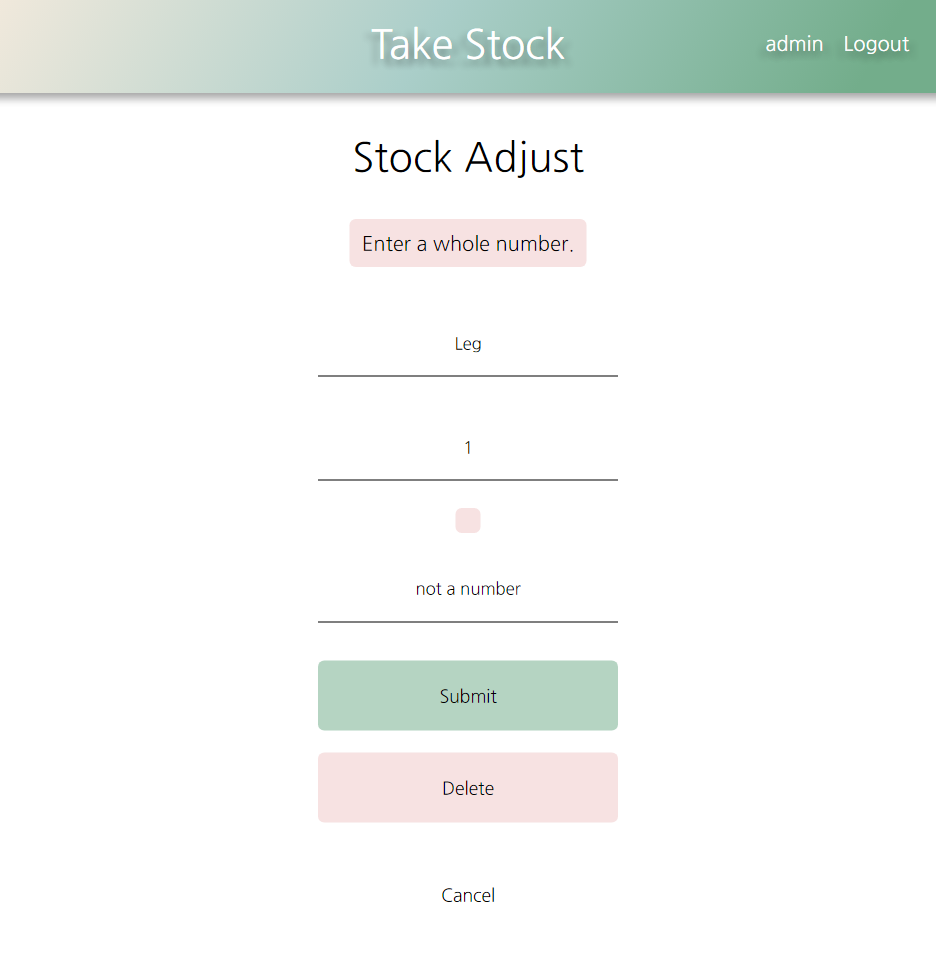 Take Stock
admin Logout
Stock Adjust
Enter a whole number.
Leg
1
not a number
Submit
Delete
Cancel